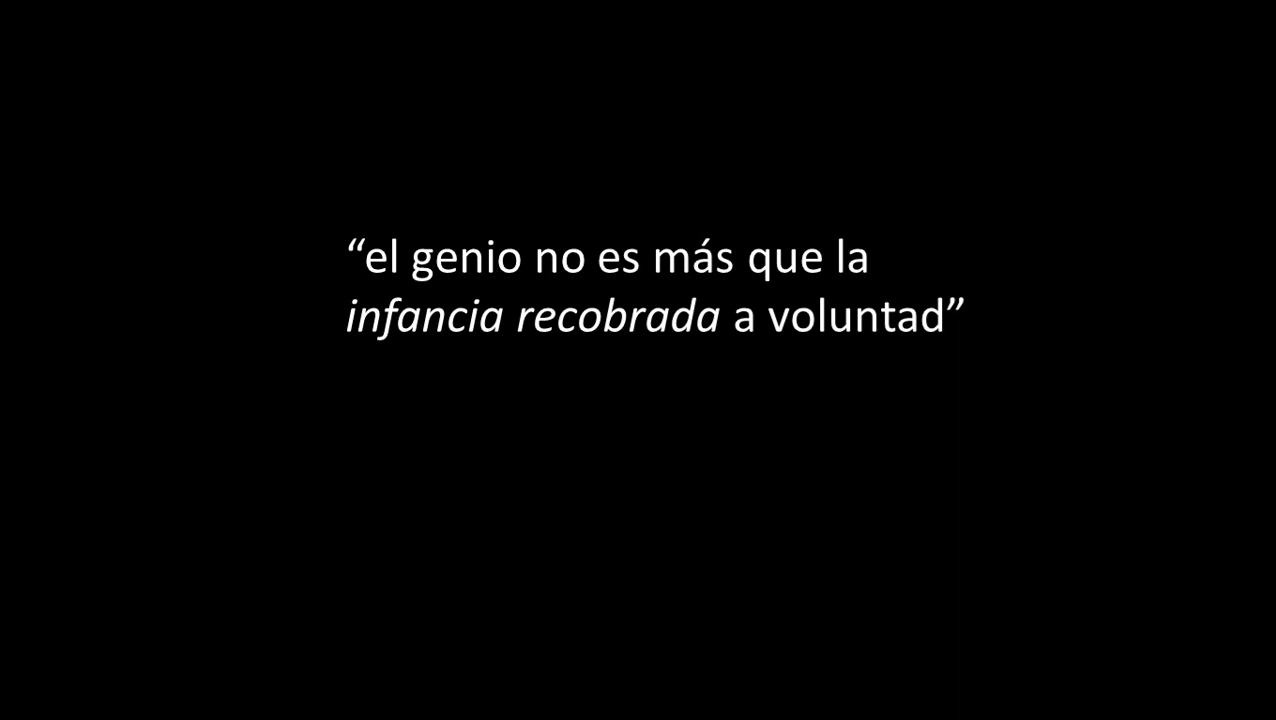 “el genio no es más que la
infancia recobrada a voluntad”